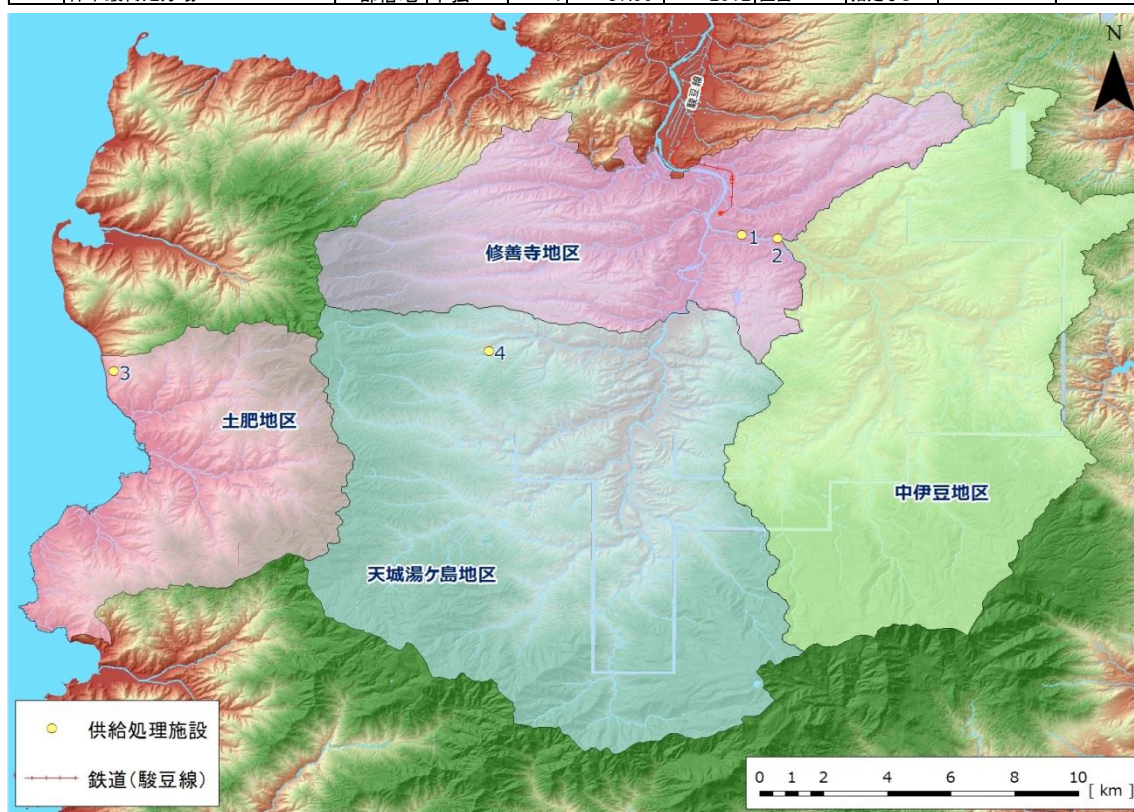 N
駿豆線
修善寺地区
1
2
4
3
土肥地区
中伊豆地区
天城湯ケ島地区
供給処理施設
鉄道(駿豆線)
0 1 2 4 6 8 10 [ km ]